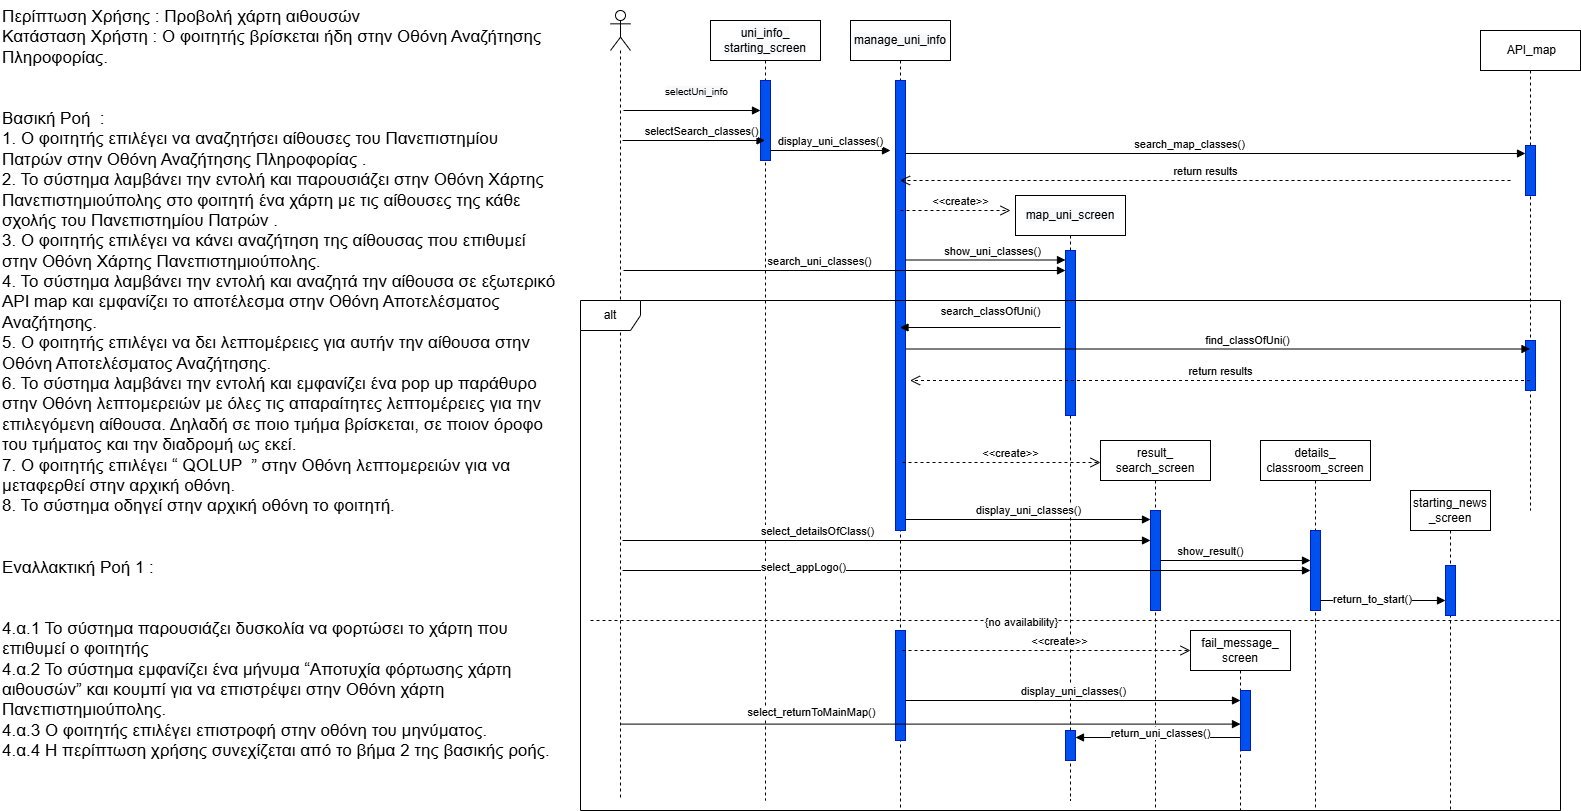 Περίπτωση Χρήσης : Προβολή χάρτη αιθουσών
Κατάσταση Χρήστη : Ο φοιτητής βρίσκεται ήδη στην Οθόνη Αναζήτησης
Πληροφορίας.
Βασική Ροή  :
1. Ο φοιτητής επιλέγει να αναζητήσει αίθουσες του Πανεπιστημίου
Πατρών στην Οθόνη Αναζήτησης Πληροφορίας .
2. Το σύστημα λαμβάνει την εντολή και παρουσιάζει στην Οθόνη Χάρτης
Πανεπιστημιούπολης στο φοιτητή ένα χάρτη με τις αίθουσες της κάθε
σχολής του Πανεπιστημίου Πατρών .
3. Ο φοιτητής επιλέγει να κάνει αναζήτηση της αίθουσας που επιθυμεί
στην Οθόνη Χάρτης Πανεπιστημιούπολης.
4. Το σύστημα λαμβάνει την εντολή και αναζητά την αίθουσα σε εξωτερικό
API map και εμφανίζει το αποτέλεσμα στην Οθόνη Αποτελέσματος
Αναζήτησης.
5. Ο φοιτητής επιλέγει να δει λεπτομέρειες για αυτήν την αίθουσα στην
Οθόνη Αποτελέσματος Αναζήτησης.
6. Το σύστημα λαμβάνει την εντολή και εμφανίζει ένα pop up παράθυρο
στην Οθόνη λεπτομερειών με όλες τις απαραίτητες λεπτομέρειες για την
επιλεγόμενη αίθουσα. Δηλαδή σε ποιο τμήμα βρίσκεται, σε ποιον όροφο
του τμήματος και την διαδρομή ως εκεί.
7. Ο φοιτητής επιλέγει “ QOLUP  ” στην Οθόνη λεπτομερειών για να
μεταφερθεί στην αρχική οθόνη.
8. Το σύστημα οδηγεί στην αρχική οθόνη το φοιτητή.
Εναλλακτική Ροή 1 :
4.α.1 Το σύστημα παρουσιάζει δυσκολία να φορτώσει το χάρτη που
επιθυμεί ο φοιτητής
4.α.2 Το σύστημα εμφανίζει ένα μήνυμα “Αποτυχία φόρτωσης χάρτη
αιθουσών” και κουμπί για να επιστρέψει στην Οθόνη χάρτη
Πανεπιστημιούπολης.
4.α.3 Ο φοιτητής επιλέγει επιστροφή στην οθόνη του μηνύματος.
4.α.4 Η περίπτωση χρήσης συνεχίζεται από το βήμα 2 της βασικής ροής.
uni_info_
starting_screen
manage_uni_info
API_map
selectUni_info
selectSearch_classes()
display_uni_classes()
search_map_classes()
return results
<<create>>
map_uni_screen
show_uni_classes()
search_uni_classes()
alt
search_classOfUni()
find_classOfUni()
return results
<<create>>
result_
search_screen
details_
classroom_screen
starting_news
_screen
display_uni_classes()
select_detailsOfClass()
show_result()
select_appLogo()
return_to_start()
{no availability}
<<create>>
fail_message_
screen
display_uni_classes()
select_returnToMainMap()
return_uni_classes()